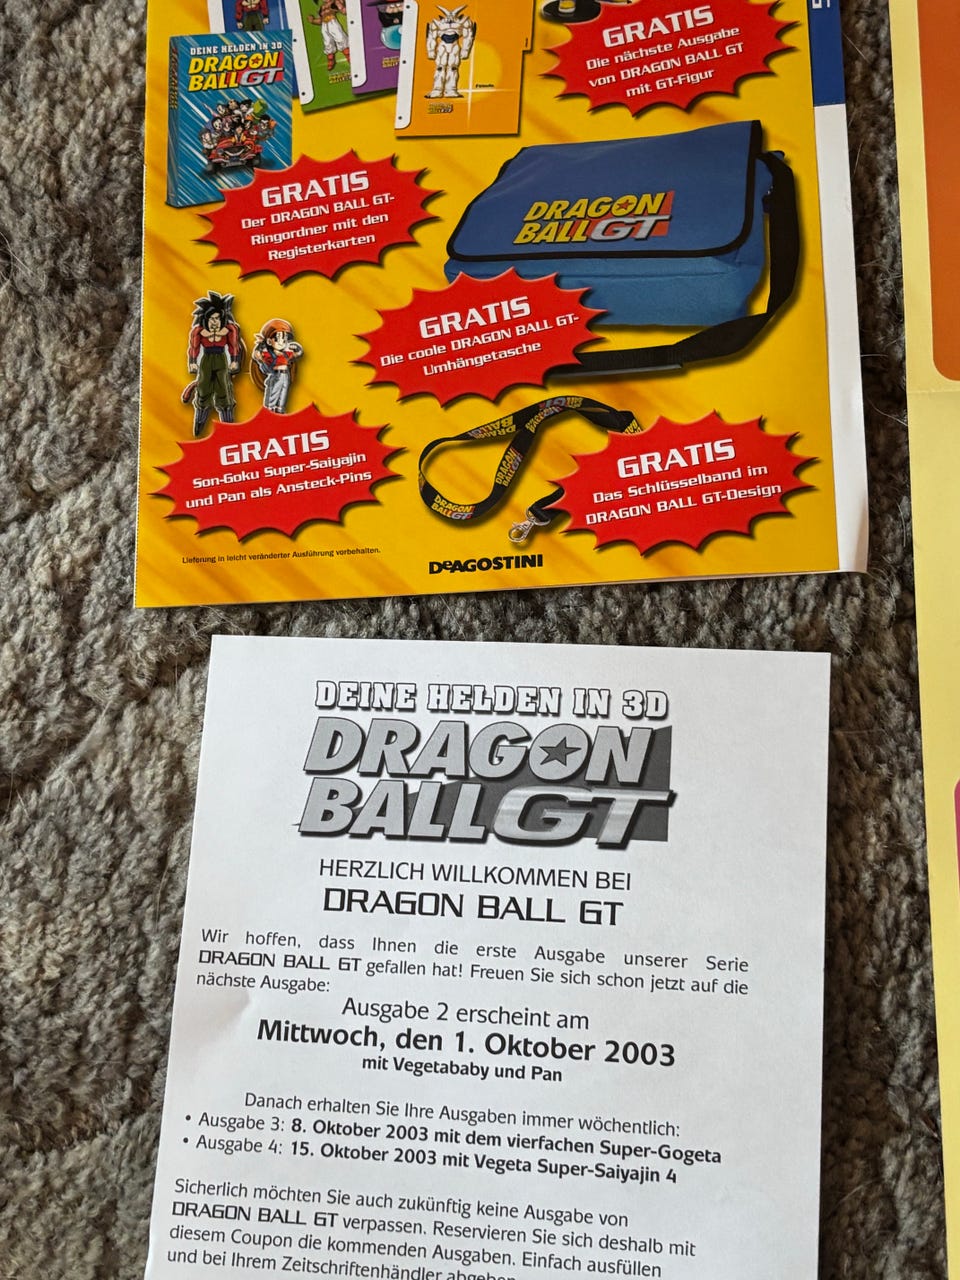 GRATIS
Die nächste Ausgabe
von DRAGON BALL GT
mit GT-Figur
DEINE HELDEN IN 3D
DRAGON
BALL GT
GRATIS
Der DRAGON BALL GT-
Ringordner mit den
Registerkarten
DRAGON
BALL GT
GRATIS
Die coole DRAGON BALL GT-
Umhängetasche
GRATIS
Son-Goku Super-Saiyajin
und Pan als Ansteck-Pins
DRAGON
BALL GT
GRATIS
Das Schlüsselband im
DRAGON BALL GT-Design
Lieferung in leicht veränderter Ausführung vorbehalten.
DeAGOSTINI
DEINE HELDEN IN 3D
DRAGON
BALL GT
HERZLICH WILLKOMMEN BEI
DRAGON BALL GT
Wir hoffen, dass Ihnen die erste Ausgabe unserer Serie
DRAGON BALL GT gefallen hat! Freuen Sie sich schon jetzt auf die
nächste Ausgabe:
Ausgabe 2 erscheint am
Mittwoch, den 1. Oktober 2003
mit Vegetababy und Pan
Danach erhalten Sie Ihre Ausgaben immer wöchentlich:
• Ausgabe 3: 8. Oktober 2003 mit dem vierfachen Super-Gogeta
• Ausgabe 4: 15. Oktober 2003 mit Vegeta Super-Saiyajin 4
Sicherlich möchten Sie auch zukünftig keine Ausgabe von
DRAGON BALL GT verpassen. Reservieren Sie sich deshalb mit
diesem Coupon die kommenden Ausgaben. Einfach ausfüllen
und bei Ihrem Zeitschriftenhändler